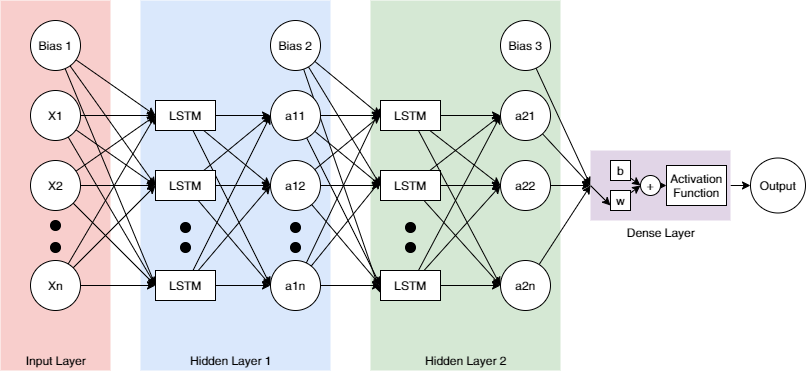 Bias 1
Bias 2
Bias 3
X1
LSTM
a11
LSTM
a21
X2
LSTM
a12
LSTM
a22
b
w
+
Activation
Function
Output
Dense Layer
Xn
LSTM
a1n
LSTM
a2n
Input Layer
Hidden Layer 1
Hidden Layer 2